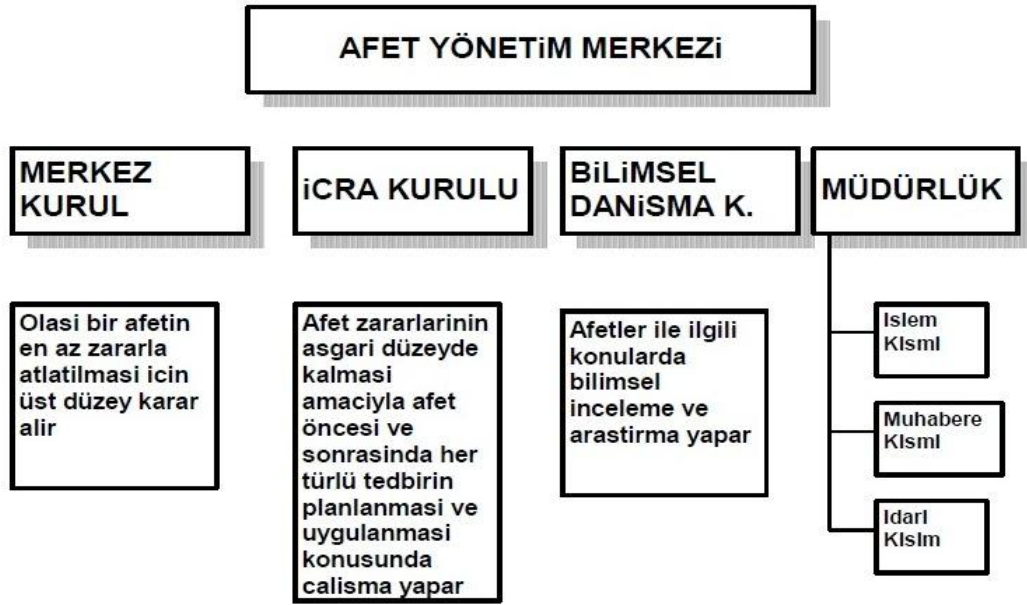 AFET YÖNETiM MERKEZi
MERKEZ
KURUL
iCRA KURULU
BiLiMSEL
DANiSMA K.
MÜDÜRLÜK
Olasi bir afetin
en az zararla
atlatilmasi icin
üst düzey karar
alir
Afet zararlarinin
asgari düzeyde
kalmasi
amaciyla afet
öncesi ve
sonrasinda her
türlü tedbirin
planlanmasi ve
uygulanmasi
konusunda
calisma yapar
Afetler ile ilgili
konularda
bilimsel
inceleme ve
arastirma yapar
Islem
KIsmI
Muhabere
KIsmI
IdarI
KIsIm